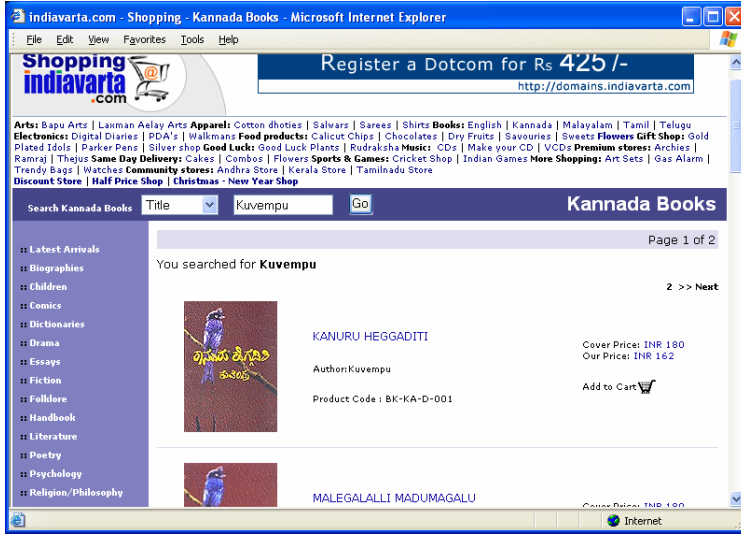 indiavarta.com - Shopping - Kannada Books - Microsoft Internet Explorer
File Edit View Favorites Tools Help
Shopping
indiavarta
.com
Register a Dotcom for Rs 425 /-
http://domains.indiavarta.com
Arts: Bapu Arts | Laxman Aelay Arts Apparel: Cotton dhoties | Salwars | Sarees | Shirts Books: English | Kannada | Malayalam | Tamil | Telugu
Electronics: Digital Diaries | PDA's | Walkmans Food products: Calicut Chips | Chocolates | Dry Fruits | Savouries | Sweets Flowers Gift Shop: Gold
Plated Idols | Parker Pens | Silver shop Good Luck: Good Luck Plants | Rudraksha Music: CDs | Make your CD | VCDs Premium stores: Archies |
Ramraj | Thejus Same Day Delivery: Cakes | Combos | Flowers Sports & Games: Cricket Shop | Indian Games More Shopping: Art Sets | Gas Alarm |
Trendy Bags | Watches Community stores: Andhra Store | Kerala Store | Tamilnadu Store
Discount Store | Half Price Shop | Christmas - New Year Shop
Search Kannada Books Title Kuvempu Go Kannada Books
Page 1 of 2
You searched for Kuvempu
2 >> Next
:: Latest Arrivals
:: Biographies
:: Children
:: Comics
:: Dictionaries
:: Drama
:: Essays
:: Fiction
:: Folklore
:: Handbook
:: Literature
:: Poetry
:: Psychology
:: Religion/Philosophy
ಕಾನೂರು ಹೆಗ್ಗಡಿತಿ
ಕುವೆಂಪು
KANURU HEGGADITI
Author:Kuvempu
Product Code : BK-KA-D-001
Cover Price: INR 180
Our Price: INR 162
Add to Cart
MALEGALALLI MADUMAGALU
Cover Price: INR 180
Internet